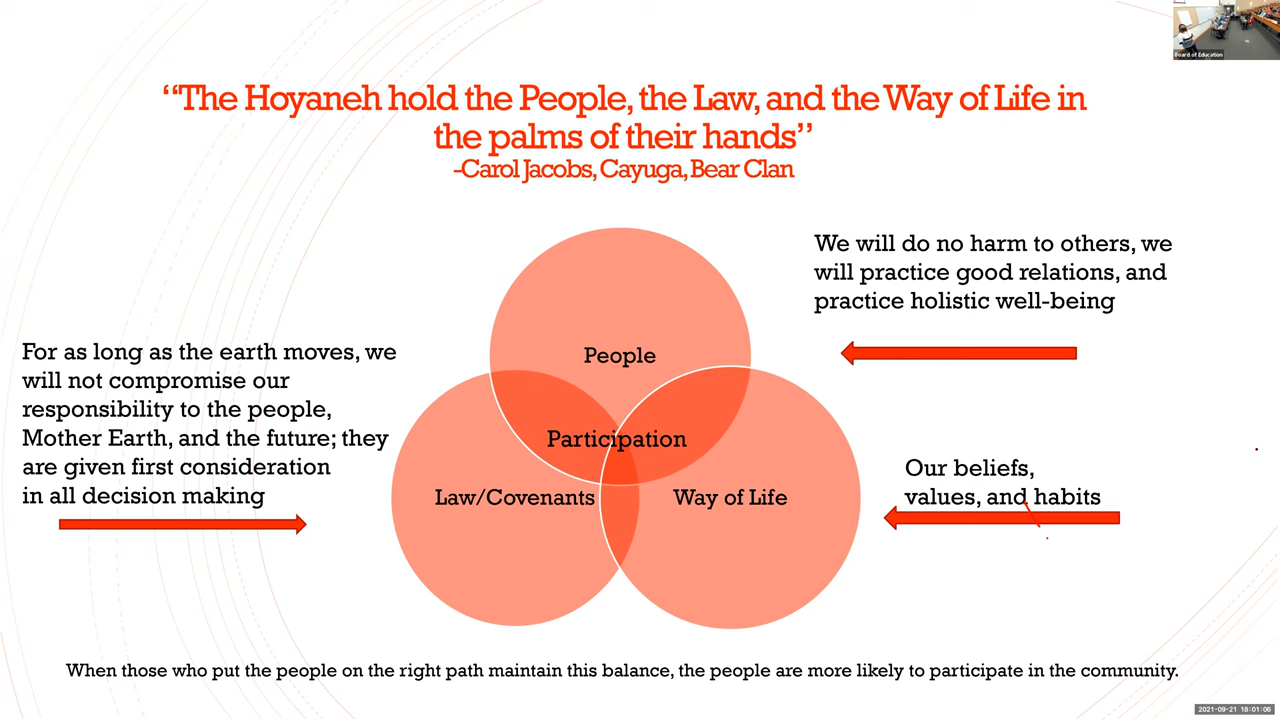 Board of Education
“The Hoyaneh hold the People, the Law, and the Way of Life in
the palms of their hands”
-Carol Jacobs, Cayuga, Bear Clan
We will do no harm to others, we
will practice good relations, and
practice holistic well-being
For as long as the earth moves, we
will not compromise our
responsibility to the people,
Mother Earth, and the future; they
are given first consideration
in all decision making
People
Participation
Law/Covenants
Way of Life
Our beliefs,
values, and habits
When those who put the people on the right path maintain this balance, the people are more likely to participate in the community.
2021-09-21 18:01:06